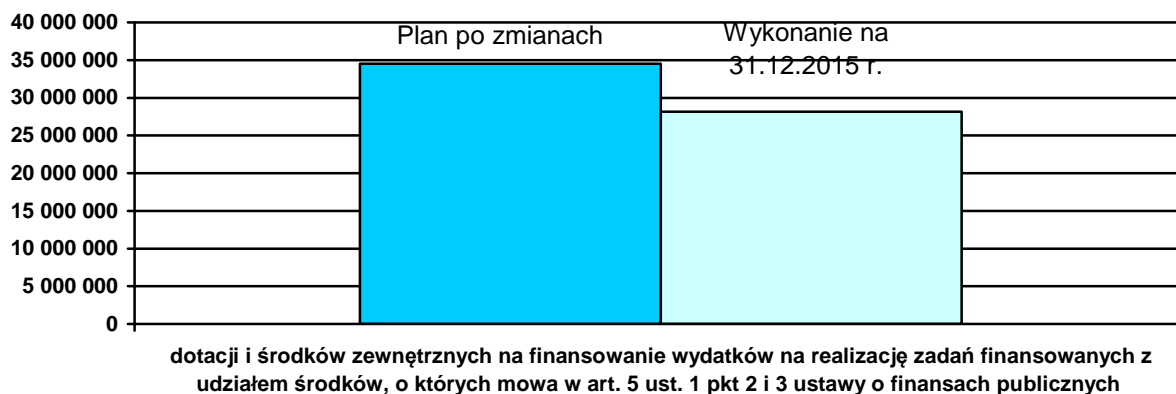 40 000 000
35 000 000
30 000 000
25 000 000
20 000 000
15 000 000
10 000 000
5 000 000
0
Plan po zmianach
Wykonanie na
31.12.2015 r.
dotacji i środków zewnętrznych na finansowanie wydatków na realizację zadań finansowanych z
udziałem środków, o których mowa w art. 5 ust. 1 pkt 2 i 3 ustawy o finansach publicznych